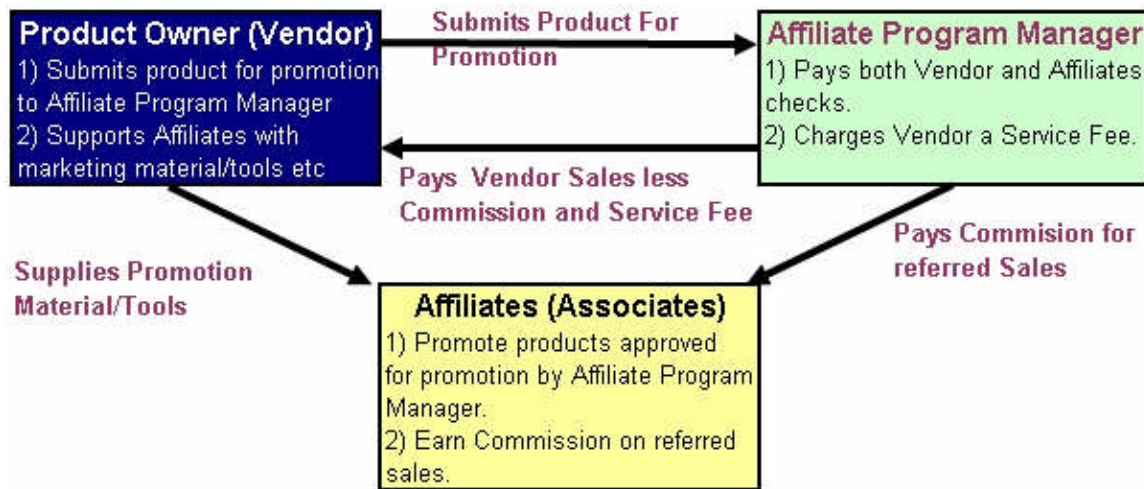 Product Owner (Vendor)
1) Submits product for promotion
to Affiliate Program Manager
2) Supports Affiliates with
marketing material/tools etc
Submits Product For
Promotion
Affiliate Program Manager
1) Pays both Vendor and Affiliates
checks.
2) Charges Vendor a Service Fee.
Pays Vendor Sales less
Commission and Service Fee
Supplies Promotion
Material/Tools
Pays Commision for
referred Sales
Affiliates (Associates)
1) Promote products approved
for promotion by Affiliate Program
Manager.
2) Earn Commission on referred
sales.